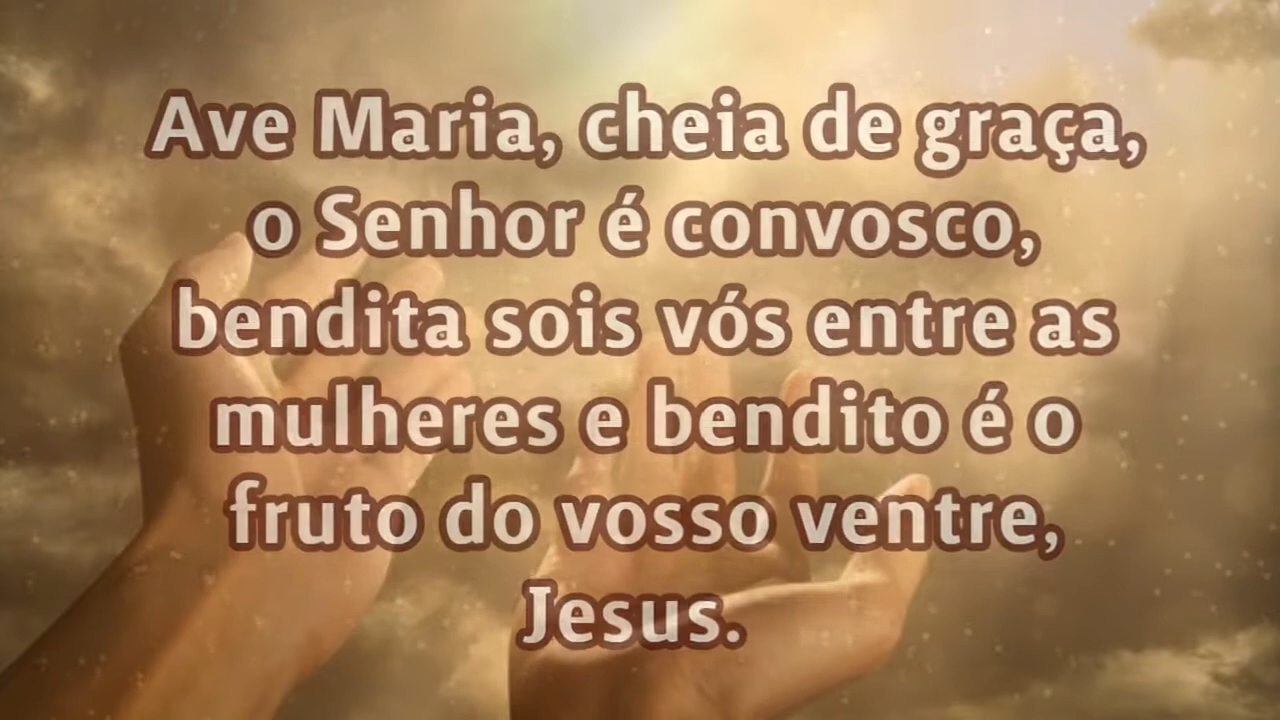 Ave Maria, cheia de graça,
o Senhor é convosco,
bendita sois vós entre as
mulheres e bendito é o
fruto do vosso ventre,
Jesus.